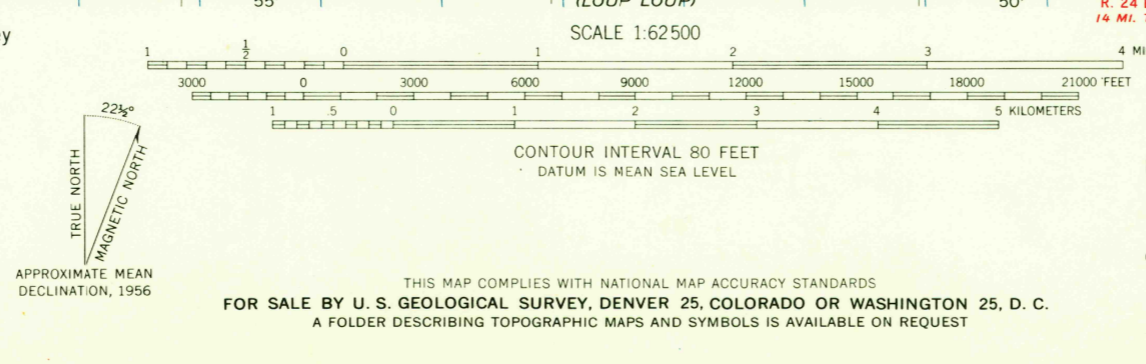 55'
(LOUP LOUP)
50'
R. 24
14 MI.
SCALE 1:62500
1 ½ 0 1 2 3 4 MI
3000 0 3000 6000 9000 12000 15000 18000 21000 FEET
1 .5 0 1 2 3 4 5 KILOMETERS
CONTOUR INTERVAL 80 FEET
DATUM IS MEAN SEA LEVEL
22½°
TRUE NORTH
MAGNETIC NORTH
APPROXIMATE MEAN
DECLINATION, 1956
THIS MAP COMPLIES WITH NATIONAL MAP ACCURACY STANDARDS
FOR SALE BY U. S. GEOLOGICAL SURVEY, DENVER 25, COLORADO OR WASHINGTON 25, D. C.
A FOLDER DESCRIBING TOPOGRAPHIC MAPS AND SYMBOLS IS AVAILABLE ON REQUEST